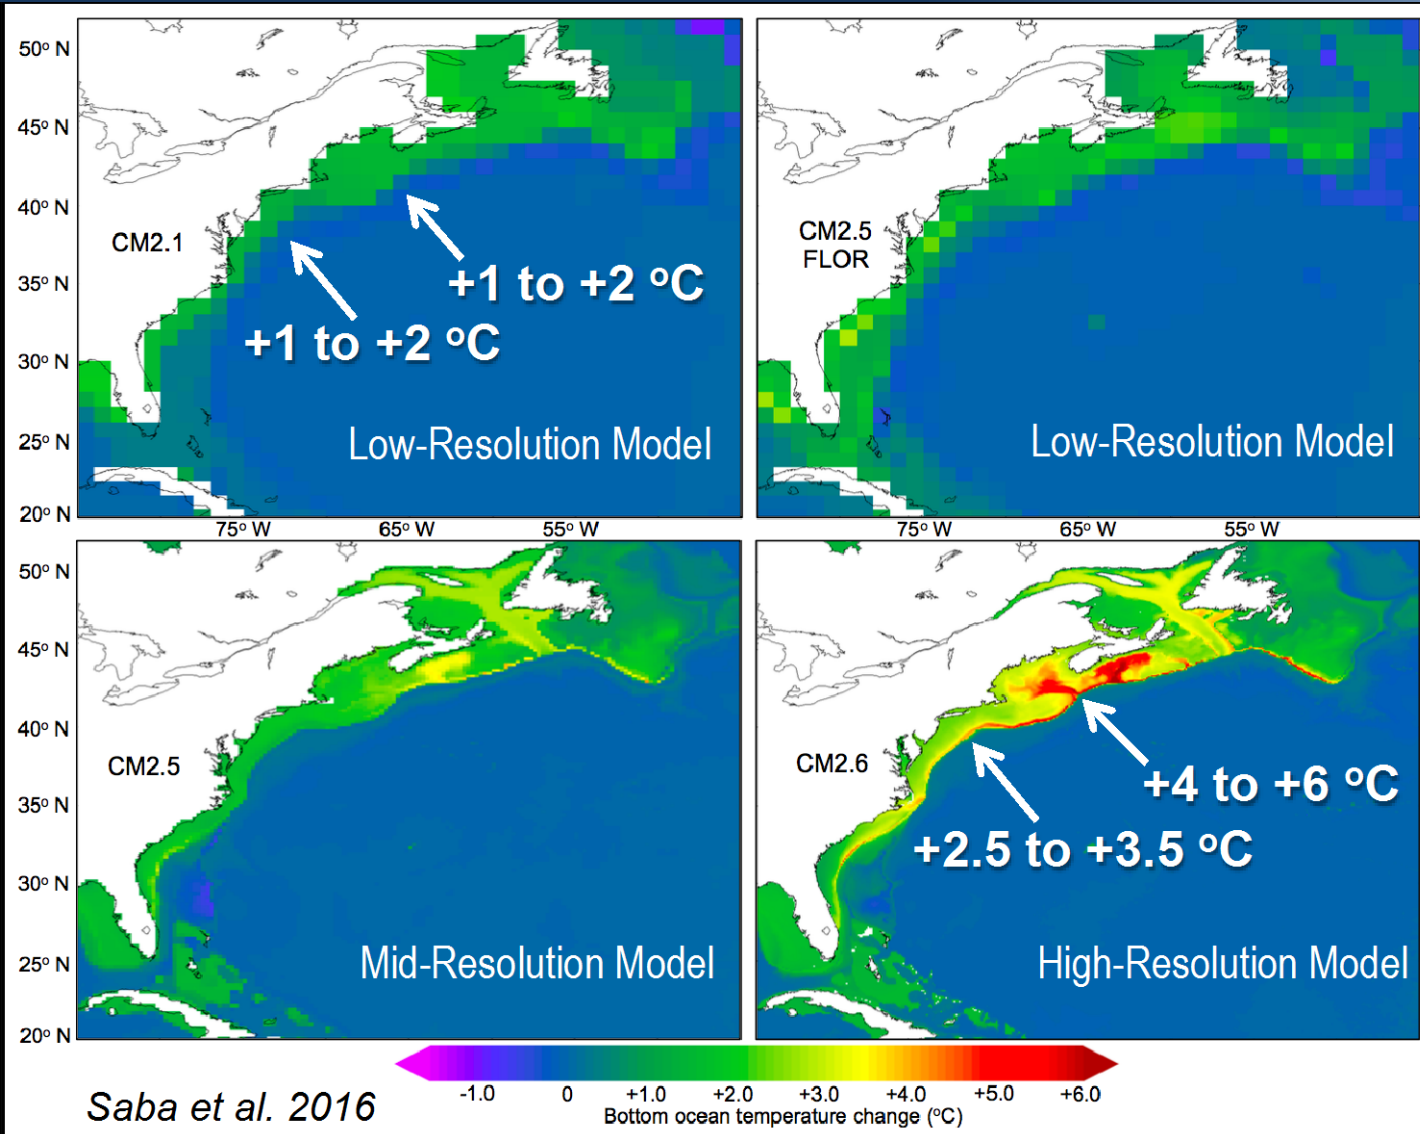 50° N
45° N
40° N
35° N
30° N
25° N
20° N
CM2.1
+1 to +2 °C
+1 to +2 °C
Low-Resolution Model
CM2.5
FLOR
Low-Resolution Model
75° W 65° W 55° W
75° W 65° W 55° W
50° N
45° N
40° N
35° N
30° N
25° N
20° N
CM2.5
Mid-Resolution Model
CM2.6
+4 to +6 °C
+2.5 to +3.5 °C
High-Resolution Model
-1.0 0 +1.0 +2.0 +3.0 +4.0 +5.0 +6.0
Bottom ocean temperature change (°C)
Saba et al. 2016